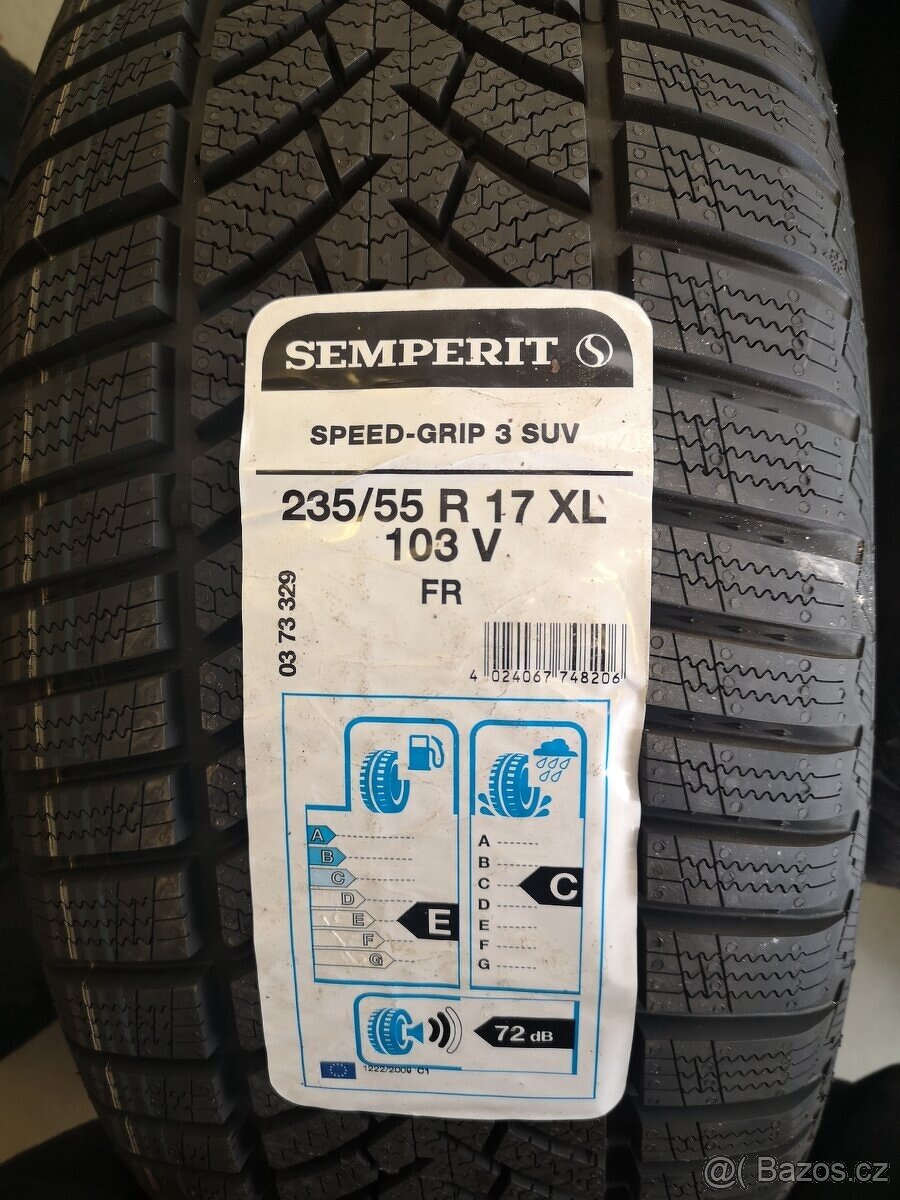 SEMPERIT S
SPEED-GRIP 3 SUV
235/55 R 17 XL
103 V
FR
03 73 329
4 024067 748206
A
B
C
D
E
F
G
E
A
B
C
D
E
F
G
C
72 dB
1222/2009 C1
@( Bazos.cz